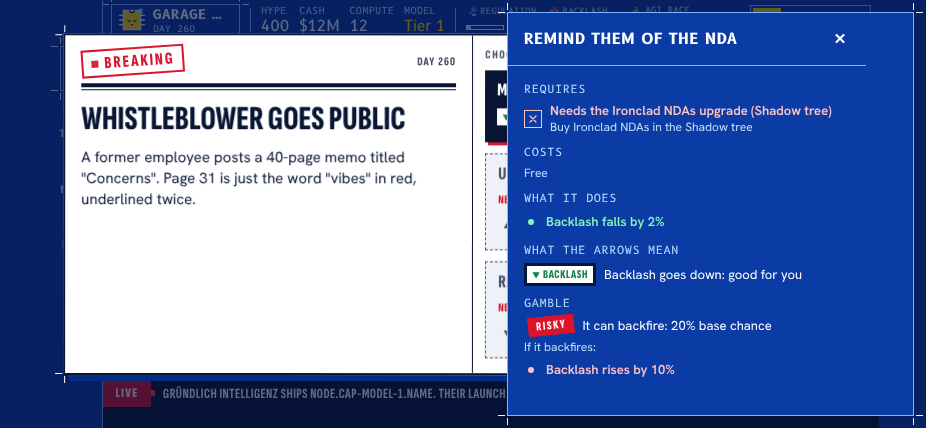 GARAGE ...
DAY 260
HYPE CASH COMPUTE MODEL
400 $12M 12 Tier 1
REGULATION BACKLASH AGI RACE
BREAKING
DAY 260
WHISTLEBLOWER GOES PUBLIC
A former employee posts a 40-page memo titled
"Concerns". Page 31 is just the word "vibes" in red,
underlined twice.
LIVE
GRÜNDLICH INTELLIGENZ SHIPS NODE.CAP-MODEL-1.NAME. THEIR LAUNCH
REMIND THEM OF THE NDA
REQUIRES
Needs the Ironclad NDAs upgrade (Shadow tree)
Buy Ironclad NDAs in the Shadow tree
COSTS
Free
WHAT IT DOES
Backlash falls by 2%
WHAT THE ARROWS MEAN
▼ BACKLASH Backlash goes down: good for you
GAMBLE
RISKY It can backfire: 20% base chance
If it backfires:
Backlash rises by 10%